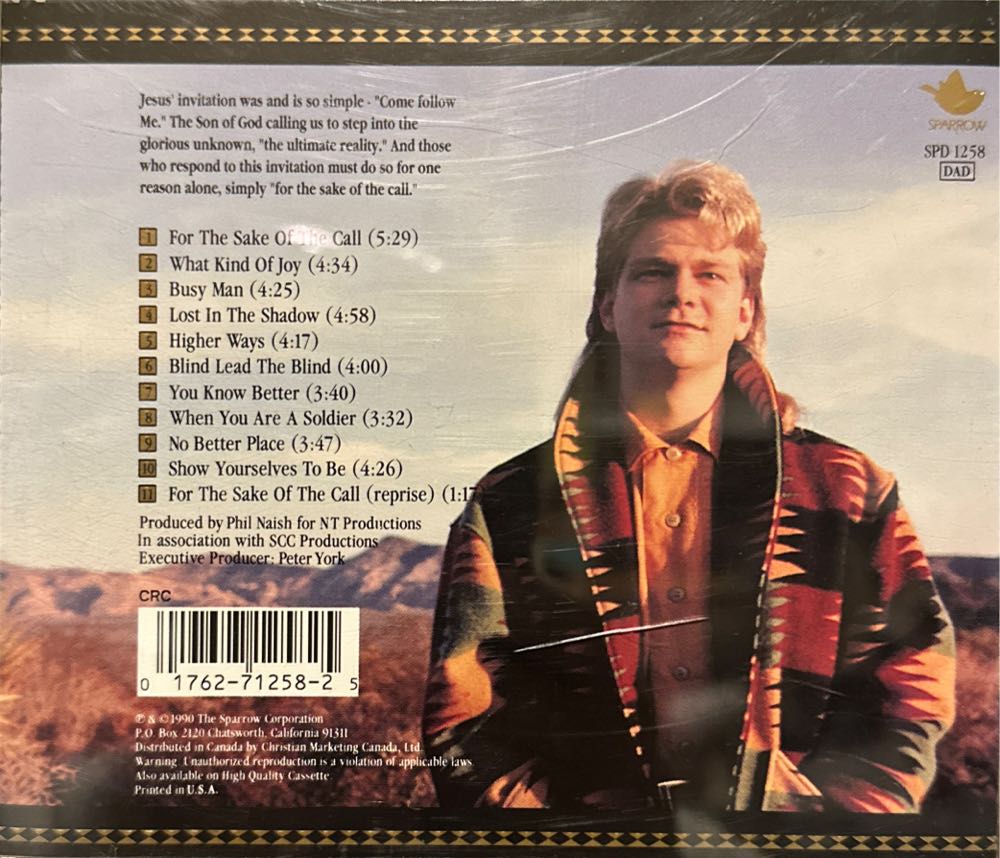 Jesus' invitation was and is so simple - "Come follow
Me." The Son of God calling us to step into the
glorious unknown, "the ultimate reality." And those
who respond to this invitation must do so for one
reason alone, simply "for the sake of the call."
SPARROW
SPD 1258
DAD
1 For The Sake Of The Call (5:29)
2 What Kind Of Joy (4:34)
3 Busy Man (4:25)
4 Lost In The Shadow (4:58)
5 Higher Ways (4:17)
6 Blind Lead The Blind (4:00)
7 You Know Better (3:40)
8 When You Are A Soldier (3:32)
9 No Better Place (3:47)
10 Show Yourselves To Be (4:26)
11 For The Sake Of The Call (reprise) (1:17
Produced by Phil Naish for NT Productions
In association with SCC Productions
Executive Producer: Peter York
CRC
0 1762-71258-2 5
℗ & © 1990 The Sparrow Corporation
P.O. Box 2120 Chatsworth, California 91311
Distributed in Canada by Christian Marketing Canada, Ltd.
Warning: Unauthorized reproduction is a violation of applicable laws.
Also available on High Quality Cassette.
Printed in U.S.A.